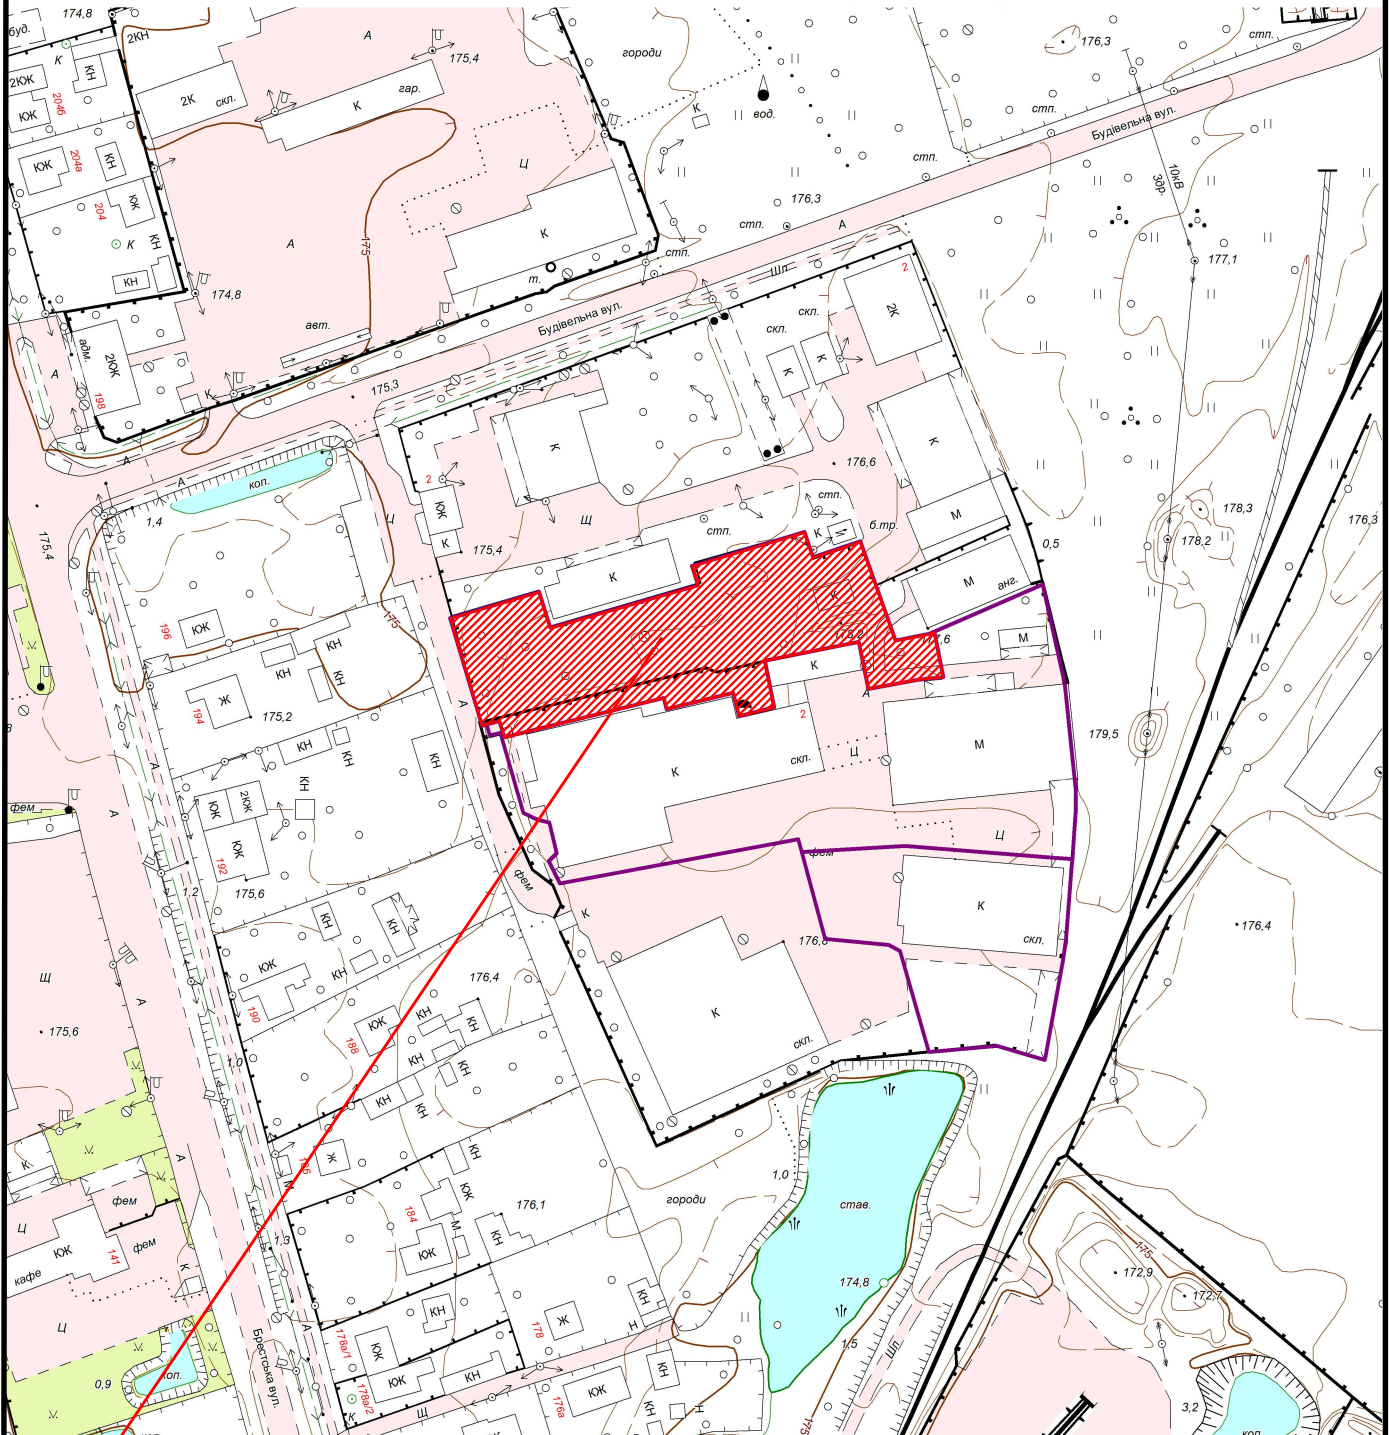 174,8
2КН
А
городи
176,3
стп.
буд.
К
КН
175,4
2КЖ
КЖ
204б
2К
скл.
К
гар.
К
вод.
стп.
Будівельна вул.
КЖ
204а
КН
Ц
стп.
10кВ
3др.
204
КЖ
К
КН
А
175
К
176,3
стп.
А
КН
174,8
т.
стп.
Шл
2
177,1
авт.
Будівельна вул.
скл.
скл.
2К
А
адм.
2КЖ
198
К
175,3
К
К
А
К
К
2
176,6
А
коп.
КЖ
Щ
стп.
стп.
б.тр.
М
178,3
176,3
1,4
Ц
К
175,4
К
0,5
178,2
175,4
К
М
анг.
196
КЖ
175
К
175,2
КН
КН
КН
К
М
194
Ж
175,2
А
А
2
179,5
КН
КН
КН
КН
К
скл.
Ц
М
А
фем
А
КЖ
2КЖ
КЖ
192
Ц
1,2
175,6
фем
фем
КН
КН
К
К
скл.
176,4
Щ
КЖ
КН
176,4
А
190
КЖ
188
КН
КН
К
175,6
1,0
КН
скл.
КН
КН
К
186
Ж
КН
1,0
А
М
КЖ
фем
176,1
городи
став.
Ц
184
М
КН
КЖ
141
фем
1,3
КЖ
175
кафе
К
174,8
172,9
172,7
Ц
А
КН
КН
Брестська вул.
178а/1
КЖ
178
Ж
Н
1,5
Шл
0,9
коп.
КЖ
КН
КН
178а/2
К
Щ
176а
КЖ
КН
Н
175
3,2
коп.